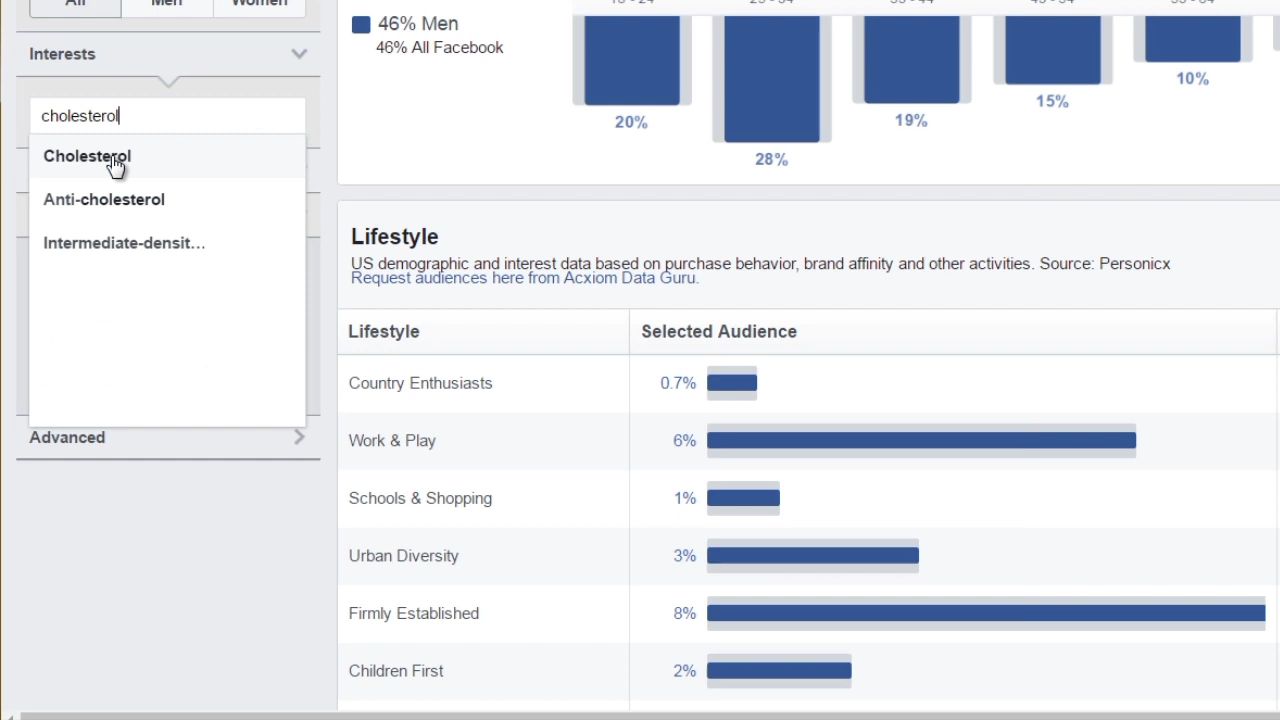 All Men Women
Interests
cholesterol
Cholesterol
Anti-cholesterol
Intermediate-densit...
Advanced
46% Men
46% All Facebook
20%
28%
19%
15%
10%
Lifestyle
US demographic and interest data based on purchase behavior, brand affinity and other activities. Source: Personicx
Request audiences here from Acxiom Data Guru.
Lifestyle Selected Audience
Country Enthusiasts 0.7%
Work & Play 6%
Schools & Shopping 1%
Urban Diversity 3%
Firmly Established 8%
Children First 2%